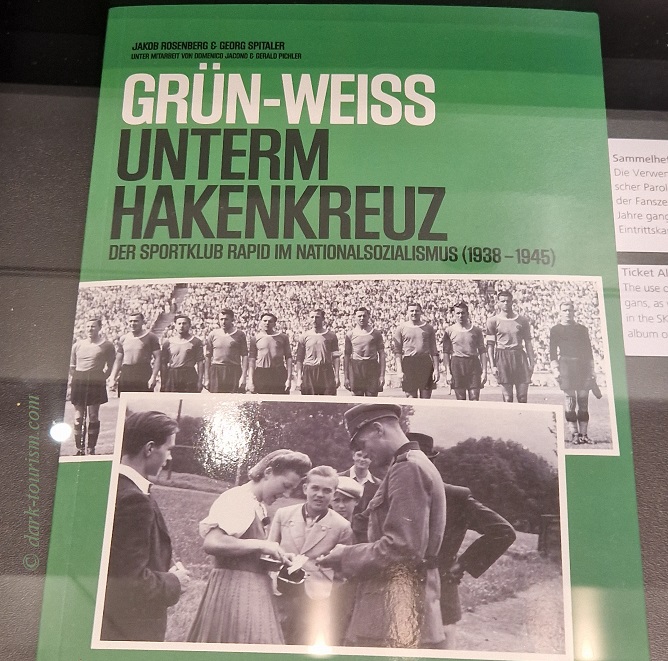 JAKOB ROSENBERG & GEORG SPITALER
UNTER MITARBEIT VON DOMENICO JACONO & GERALD PICHLER
GRÜN-WEISS
UNTERM
HAKENKREUZ
DER SPORTKLUB RAPID IM NATIONALSOZIALISMUS (1938–1945)
Sammelhe
Die Verwen
scher Parol
der Fansze
Jahre gang
Eintrittska
Ticket Al
The use o
gans, as
in the SK
album o
© dark-tourism.com